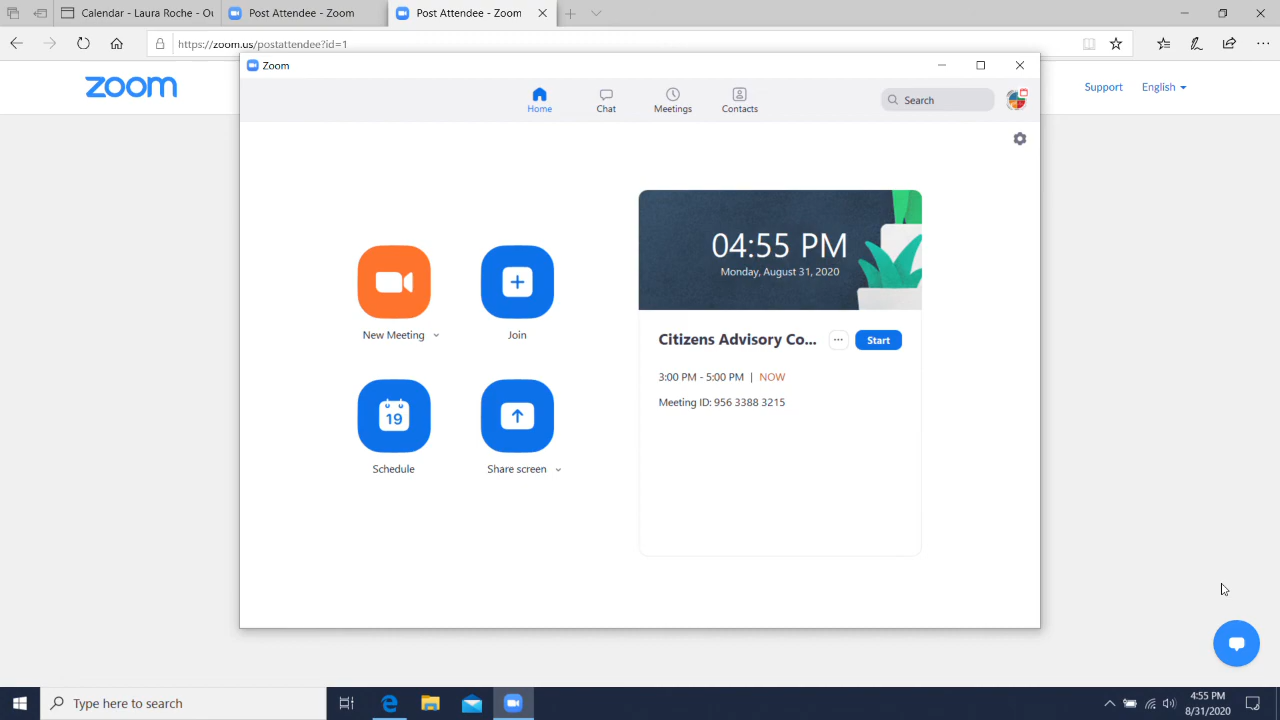 Calendar - Laura Roche - Ou
Post Attendee - Zoom
Post Attendee - Zoom
https://zoom.us/postattendee?id=1
zoom
Support
English
Zoom
Home
Chat
Meetings
Contacts
Search
04:55 PM
Monday, August 31, 2020
New Meeting
Join
Citizens Advisory Co...
Start
3:00 PM - 5:00 PM | NOW
Meeting ID: 956 3388 3215
19
Schedule
Share screen
Type here to search
4:55 PM
8/31/2020